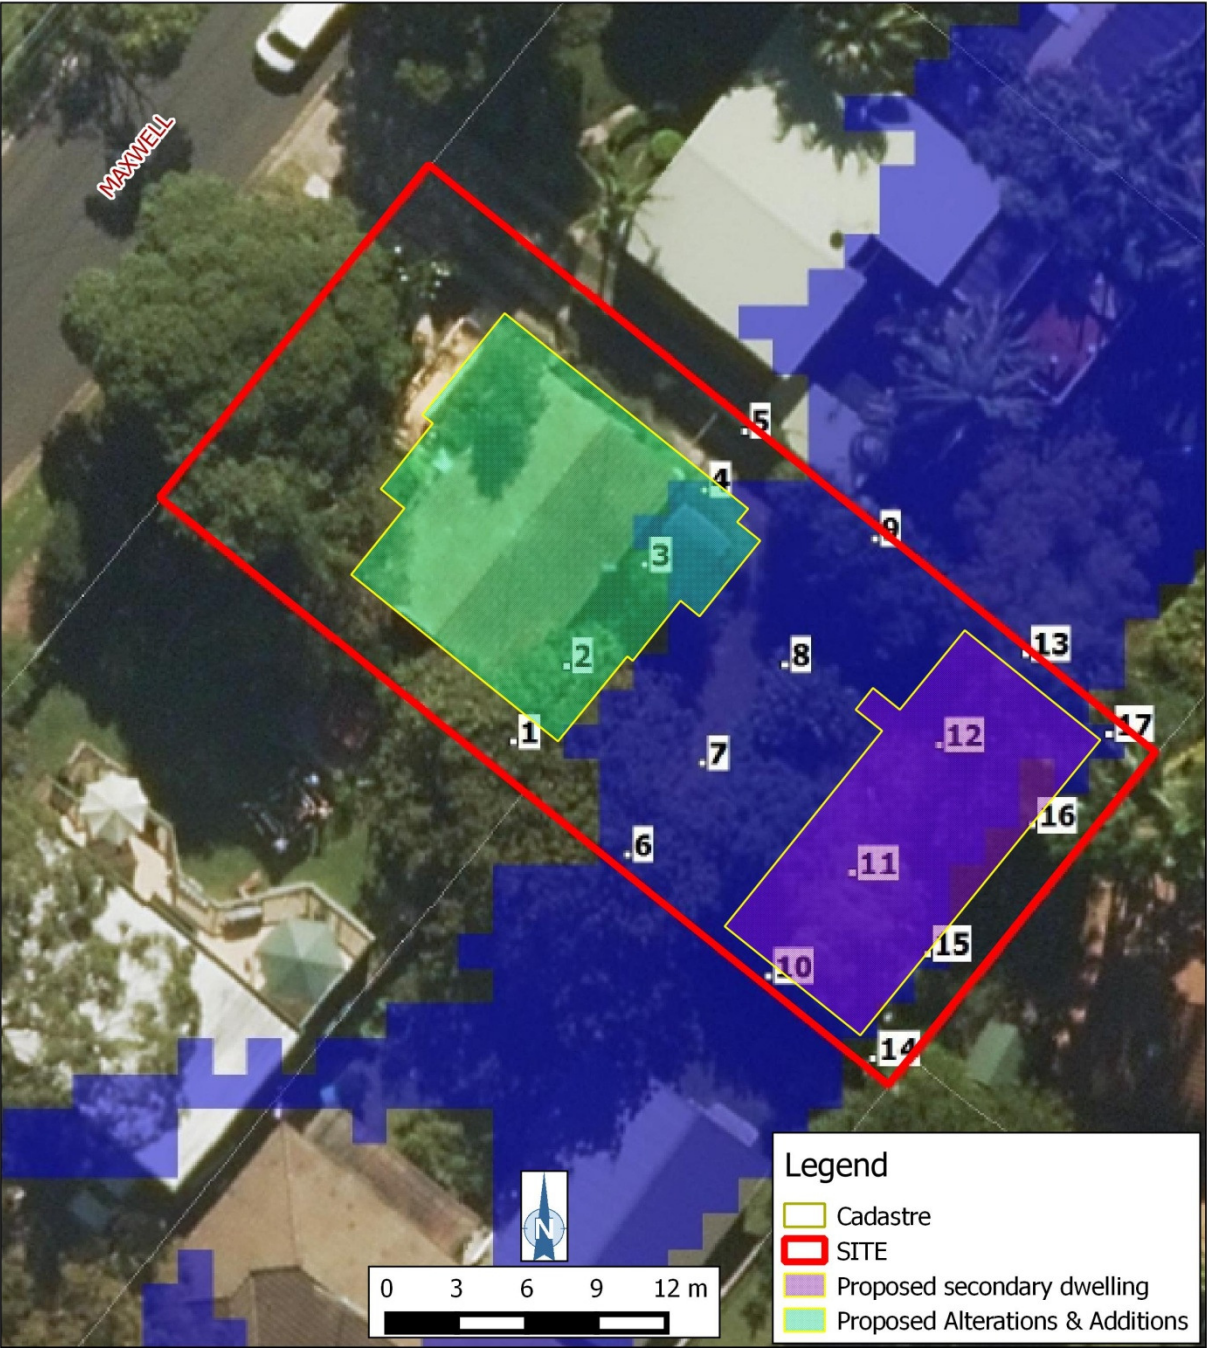 MAXWELL
5
4
9
3
13
2
8
17
1
12
7
16
6
11
15
10
14
Legend
Cadastre
SITE
Proposed secondary dwelling
Proposed Alterations & Additions
N
0 3 6 9 12 m